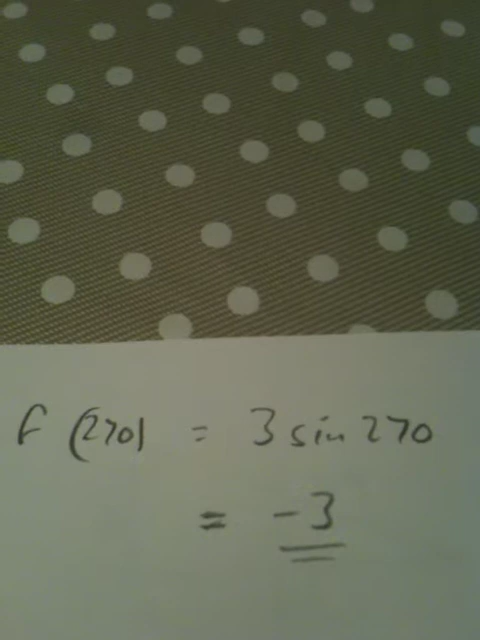 f (270) = 3 sin 270
= -3